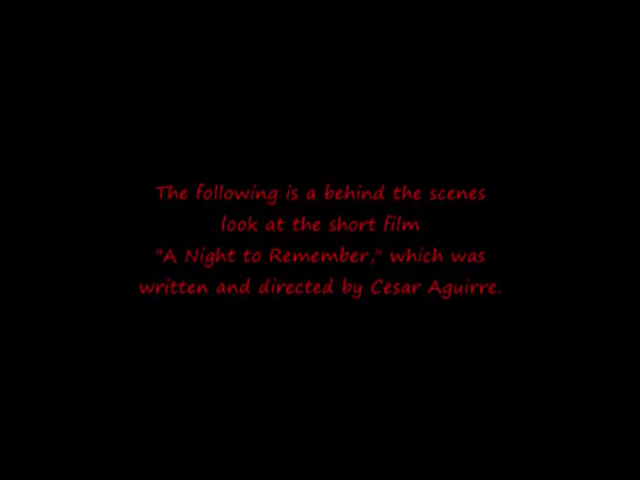 The following is a behind the scenes
look at the short film
"A Night to Remember," which was
written and directed by Cesar Aguirre.